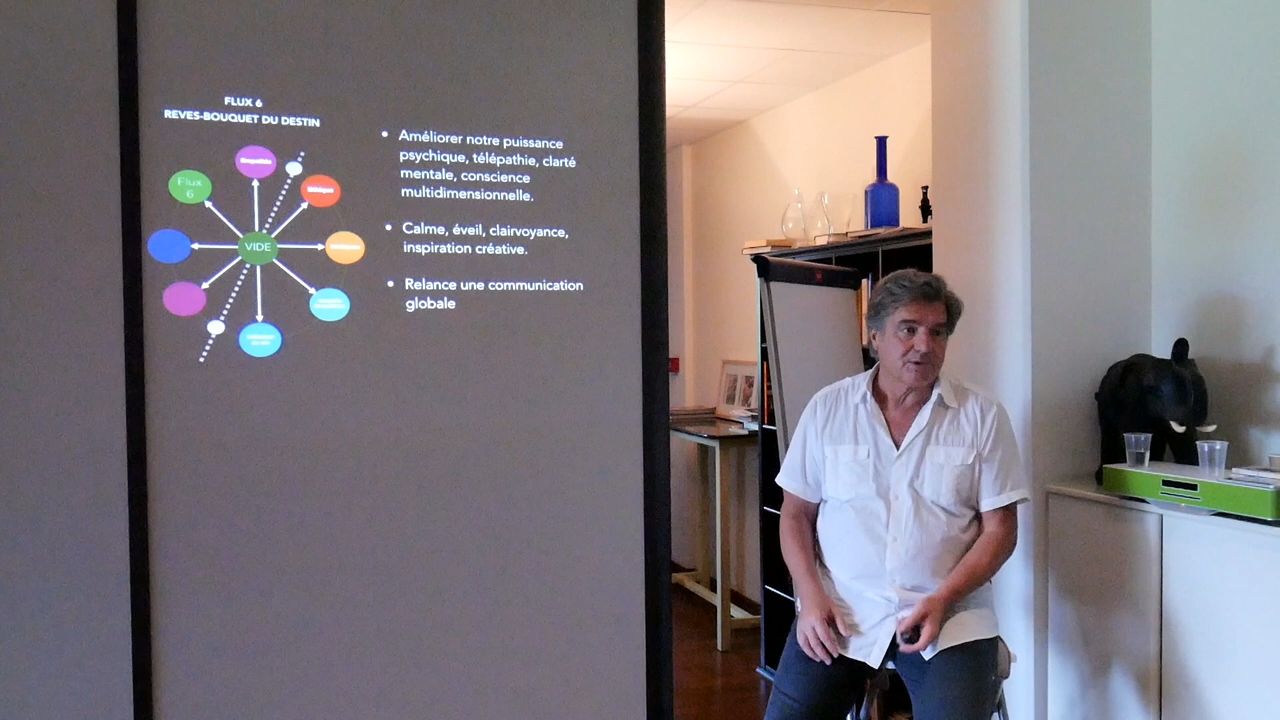 FLUX 6
REVES-BOUQUET DU DESTIN
Flux
6
VIDE
• Améliorer notre puissance
psychique, télépathie, clarté
mentale, conscience
multidimensionnelle.
• Calme, éveil, clairvoyance,
inspiration créative.
• Relance une communication
globale